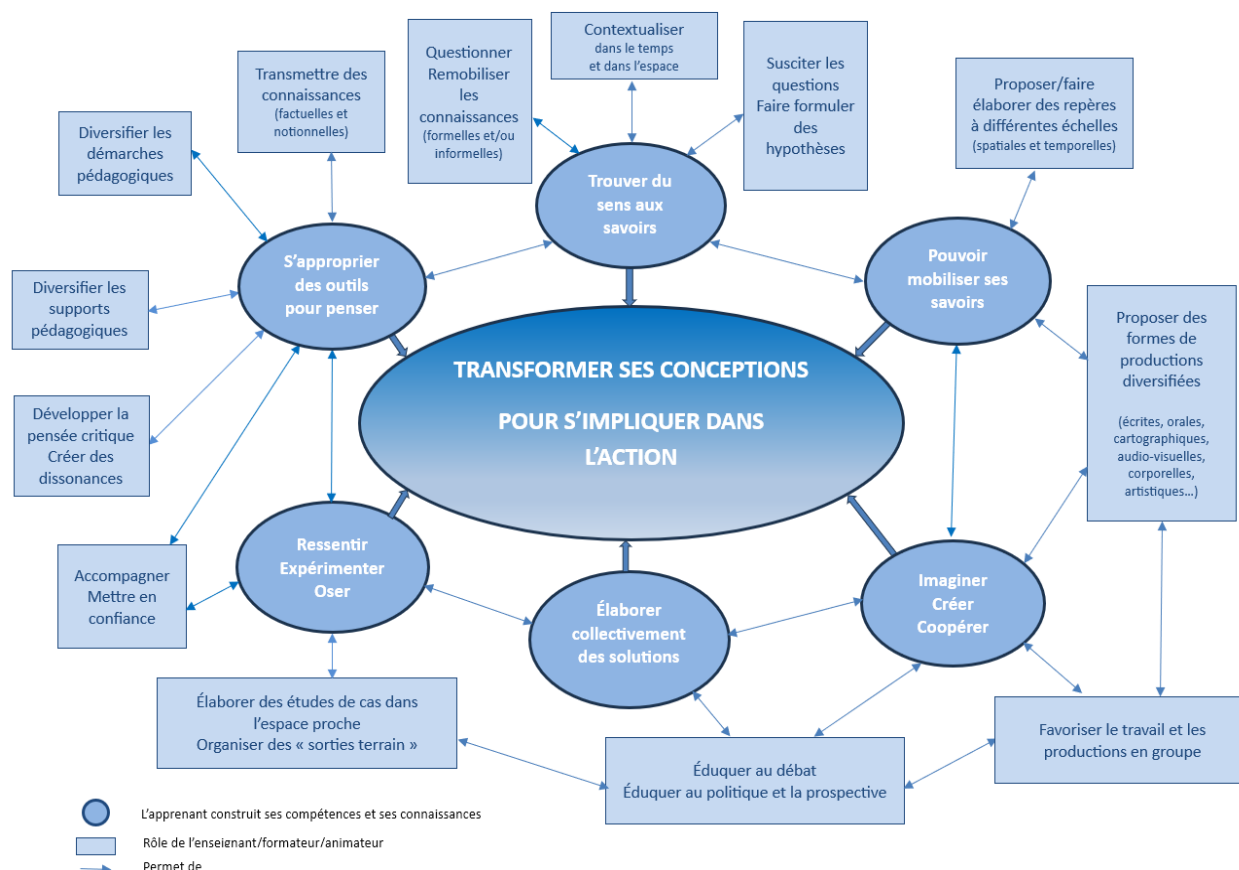 Contextualiser
dans le temps
et dans l'espace
Questionner
Remobiliser
les
connaissances
(formelles et/ou
informelles)
Susciter les
questions
Faire formuler
des
hypothèses
Transmettre des
connaissances
(factuelles et
notionnelles)
Proposer/faire
élaborer des repères
à différentes échelles
(spatiales et temporelles)
Diversifier les
démarches
pédagogiques
Trouver du
sens aux
savoirs
S'approprier
des outils
pour penser
Pouvoir
mobiliser ses
savoirs
Diversifier les
supports
pédagogiques
Proposer des
formes de
productions
diversifiées
(écrites, orales,
cartographiques,
audio-visuelles,
corporelles,
artistiques…)
TRANSFORMER SES CONCEPTIONS
POUR S'IMPLIQUER DANS
L'ACTION
Développer la
pensée critique
Créer des
dissonances
Ressentir
Expérimenter
Oser
Accompagner
Mettre en
confiance
Élaborer
collectivement
des solutions
Imaginer
Créer
Coopérer
Élaborer des études de cas dans
l'espace proche
Organiser des « sorties terrain »
Favoriser le travail et les
productions en groupe
Éduquer au débat
Éduquer au politique et la prospective
L'apprenant construit ses compétences et ses connaissances
Rôle de l'enseignant/formateur/animateur
Permet de